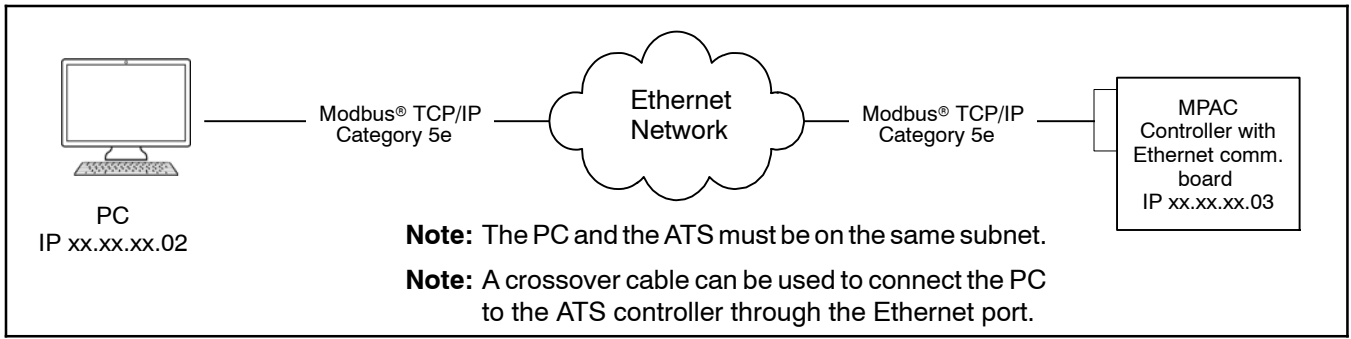 Modbus® TCP/IP
Category 5e
Ethernet
Network
Modbus® TCP/IP
Category 5e
MPAC
Controller with
Ethernet comm.
board
IP xx.xx.xx.03
PC
IP xx.xx.xx.02
Note: The PC and the ATS must be on the same subnet.
Note: A crossover cable can be used to connect the PC
to the ATS controller through the Ethernet port.